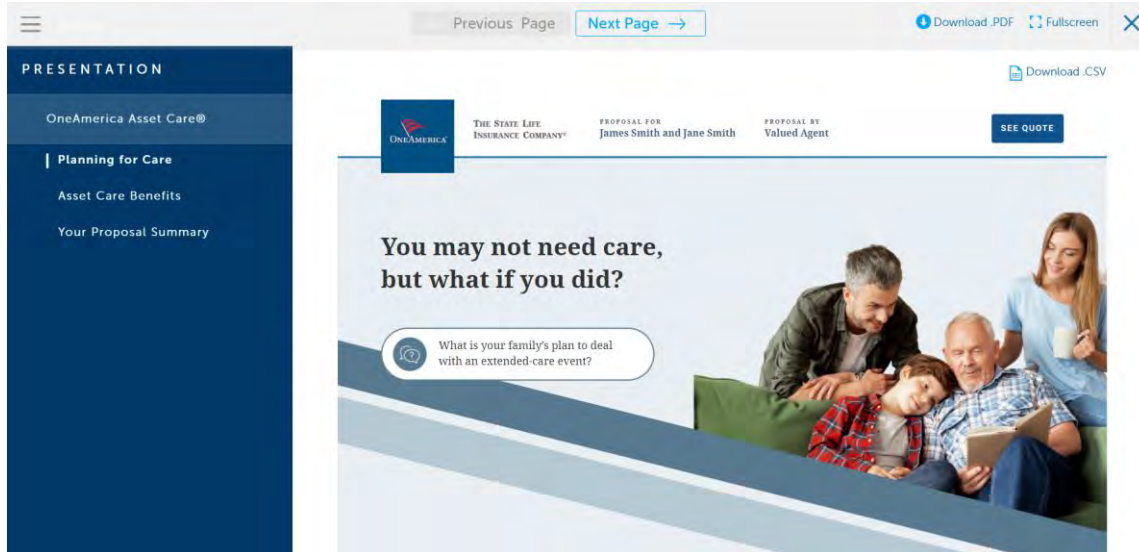 Previous Page
Next Page →
Download .PDF
Fullscreen
PRESENTATION
OneAmerica Asset Care®
Planning for Care
Asset Care Benefits
Your Proposal Summary
Download .CSV
ONEAMERICA®
THE STATE LIFE
INSURANCE COMPANY®
PROPOSAL FOR
James Smith and Jane Smith
PROPOSAL BY
Valued Agent
SEE QUOTE
You may not need care,
but what if you did?
What is your family's plan to deal
with an extended-care event?